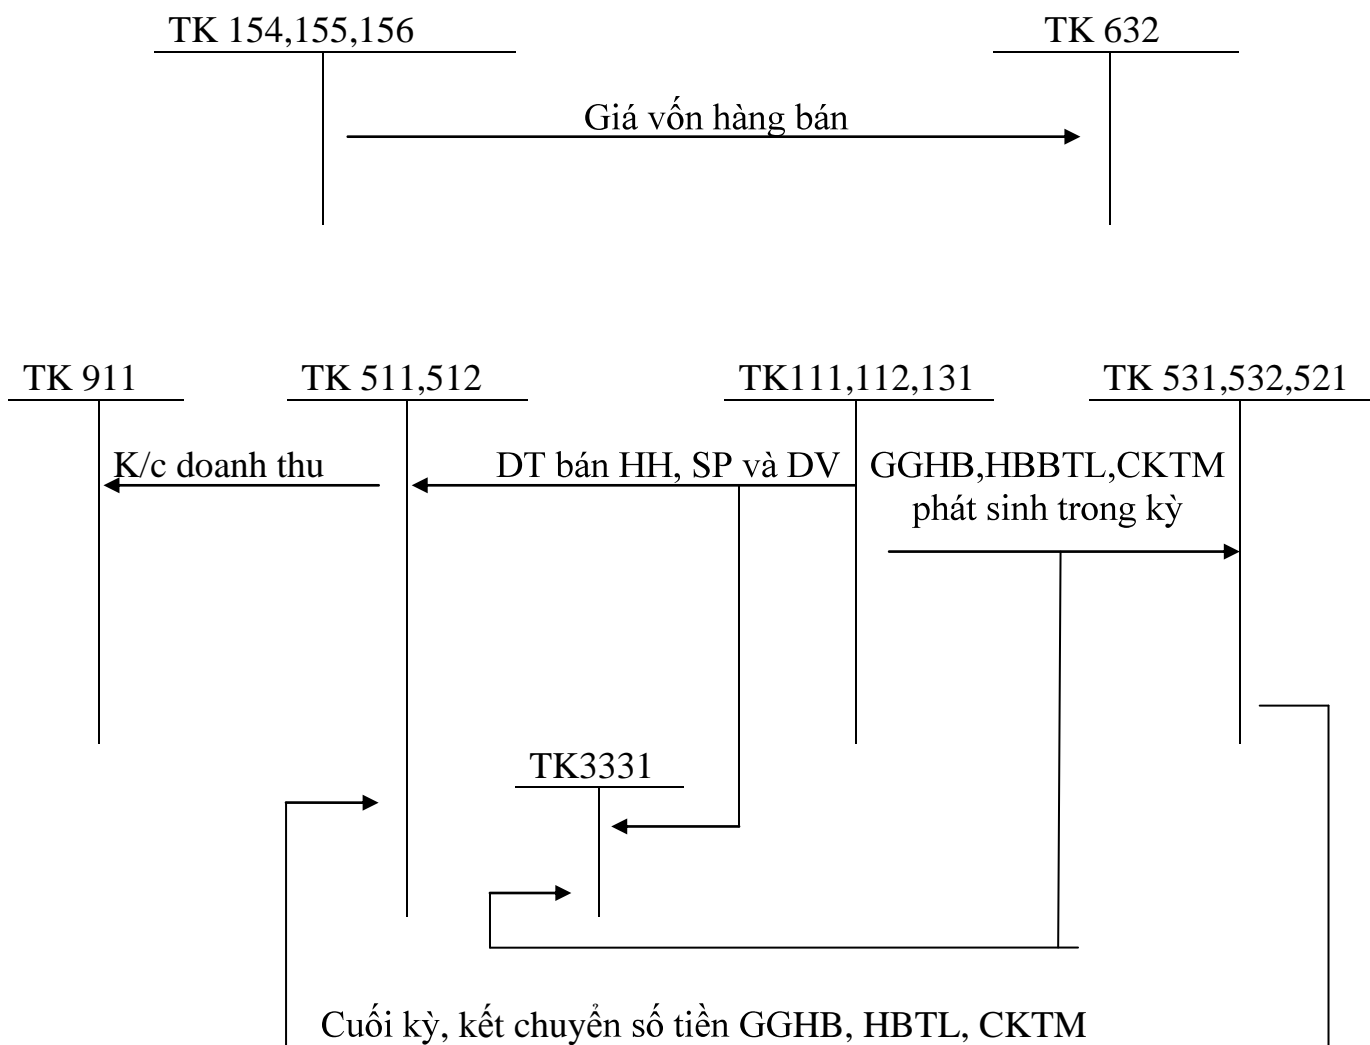 TK 154,155,156
TK 632
Giá vốn hàng bán
TK 911
TK 511,512
TK111,112,131
TK 531,532,521
K/c doanh thu
DT bán HH, SP và DV
GGHB,HBBTL,CKTM
phát sinh trong kỳ
TK3331
Cuối kỳ, kết chuyển số tiền GGHB, HBTL, CKTM